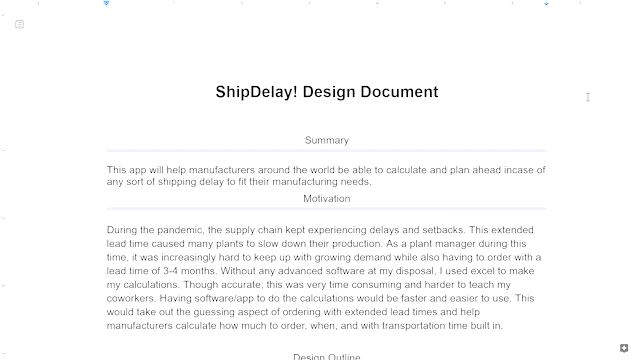 ShipDelay! Design Document
Summary
This app will help manufacturers around the world be able to calculate and plan ahead incase of
any sort of shipping delay to fit their manufacturing needs.
Motivation
During the pandemic, the supply chain kept experiencing delays and setbacks. This extended
lead time caused many plants to slow down their production. As a plant manager during this
time, it was increasingly hard to keep up with growing demand while also having to order with a
lead time of 3-4 months. Without any advanced software at my disposal, I used excel to make
my calculations. Though accurate, this was very time consuming and harder to teach my
coworkers. Having software/app to do the calculations would be faster and easier to use. This
would take out the guessing aspect of ordering with extended lead times and help
manufacturers calculate how much to order, when, and with transportation time built in.
Design Outline